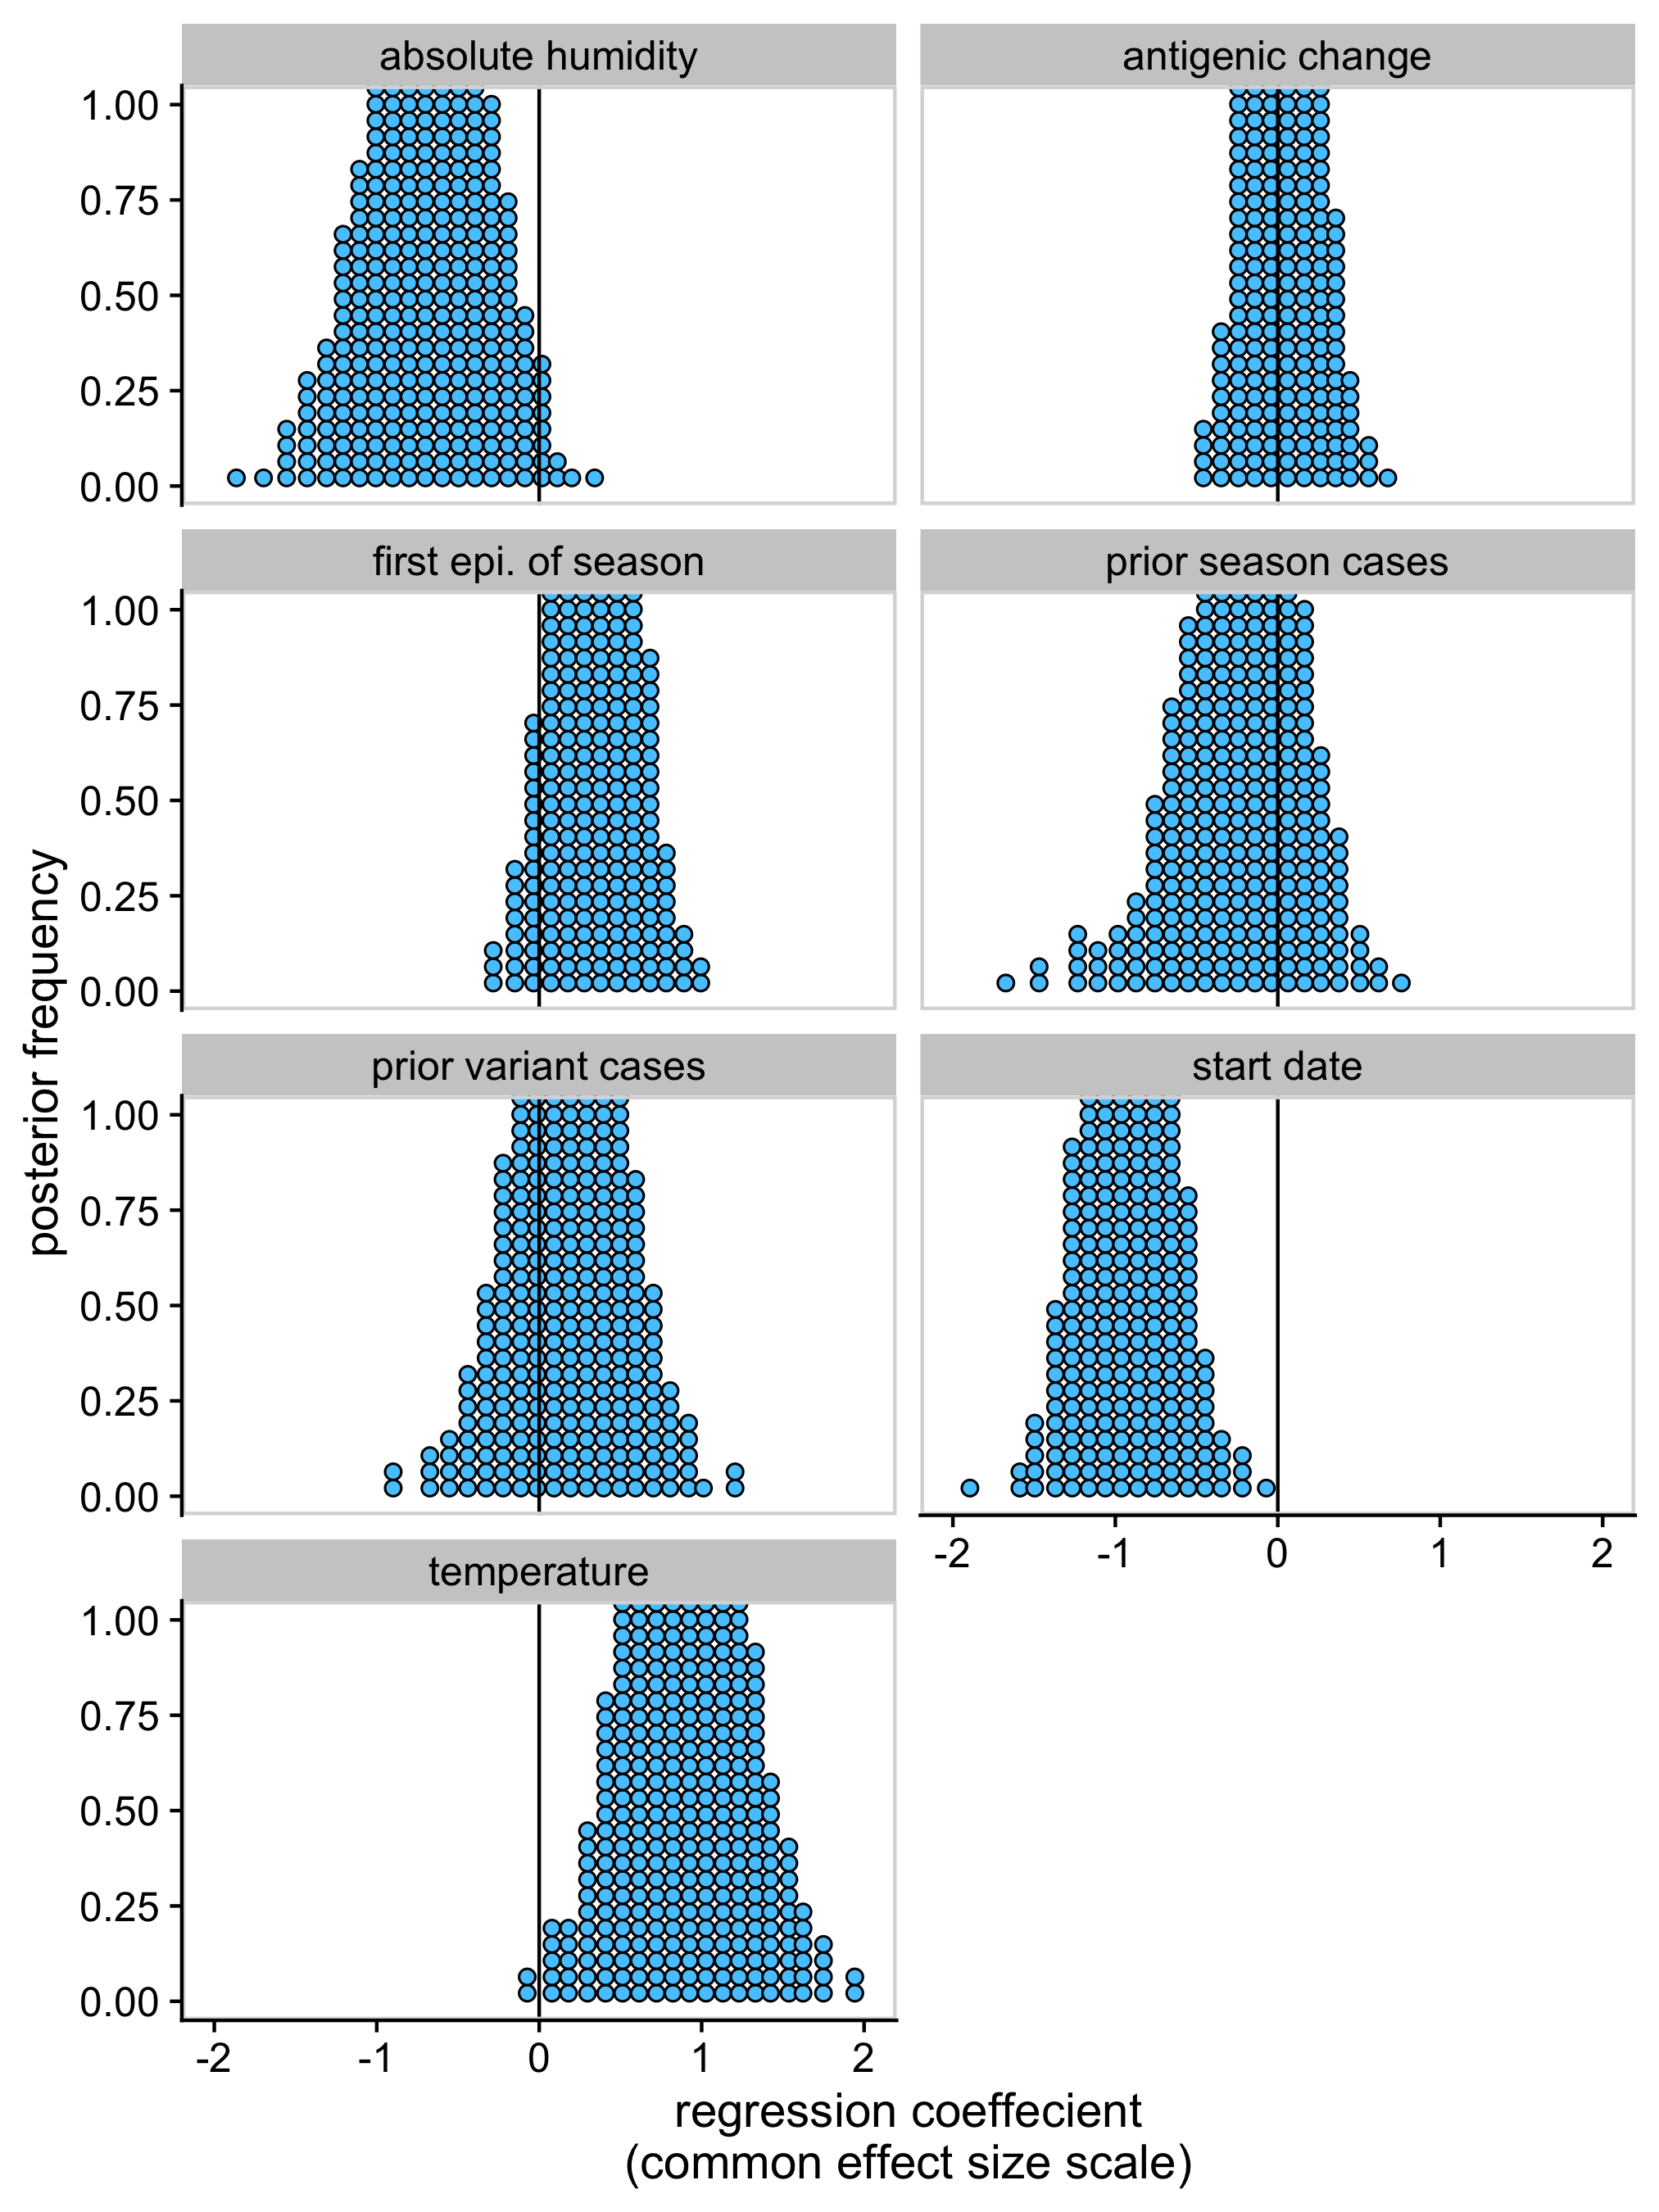 absolute humidity
antigenic change
1.00
0.75
0.50
0.25
0.00
first epi. of season
prior season cases
1.00
0.75
0.50
0.25
0.00
posterior frequency
prior variant cases
start date
1.00
0.75
0.50
0.25
0.00
-2 -1 0 1 2
temperature
1.00
0.75
0.50
0.25
0.00
-2 -1 0 1 2
regression coeffecient
(common effect size scale)